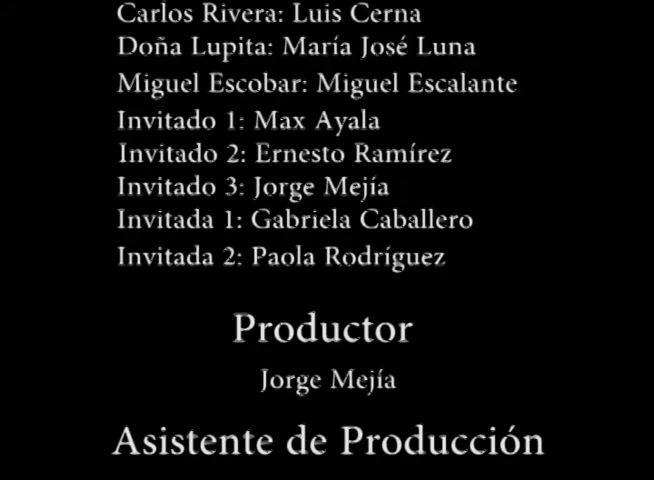 Carlos Rivera: Luis Cerna
Doña Lupita: María José Luna
Miguel Escobar: Miguel Escalante
Invitado 1: Max Ayala
Invitado 2: Ernesto Ramírez
Invitado 3: Jorge Mejía
Invitada 1: Gabriela Caballero
Invitada 2: Paola Rodríguez
Productor
Jorge Mejía
Asistente de Producción